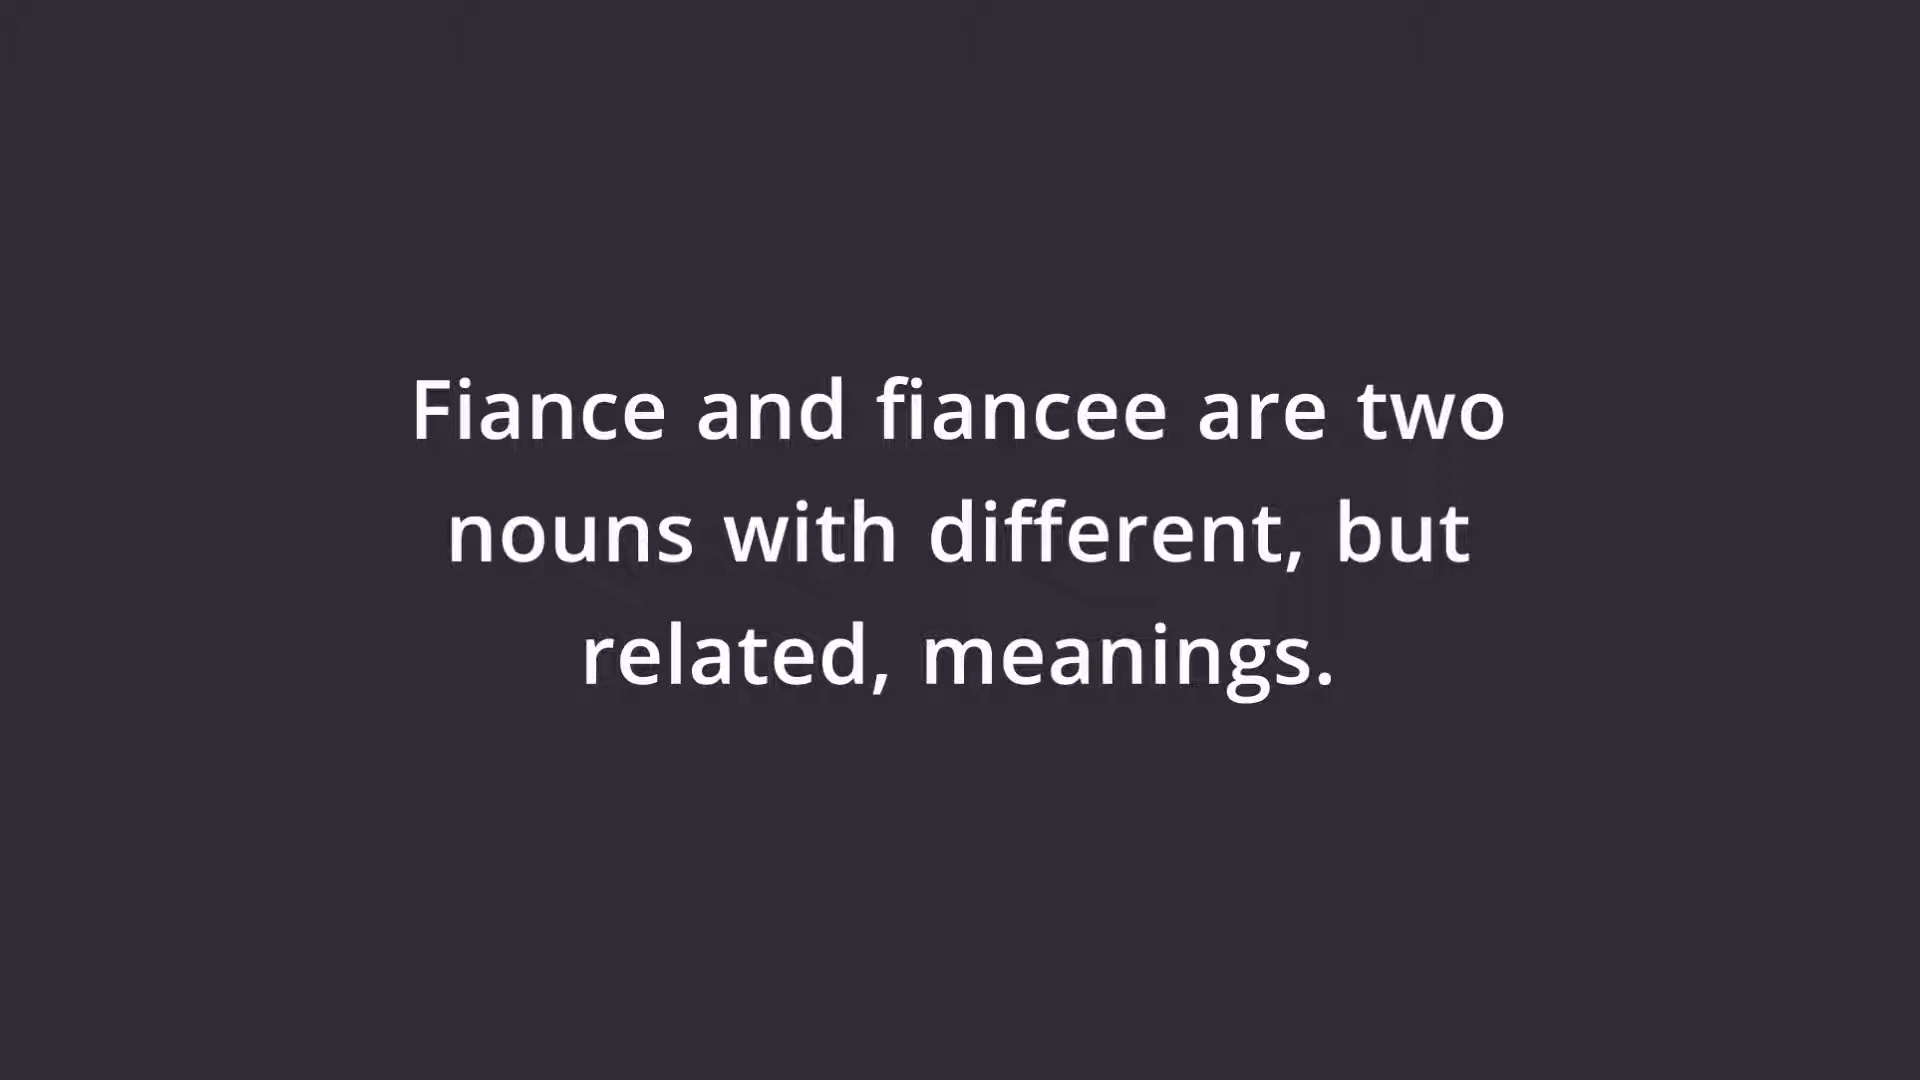 Fiance and fiancee are two
nouns with different, but
related, meanings.